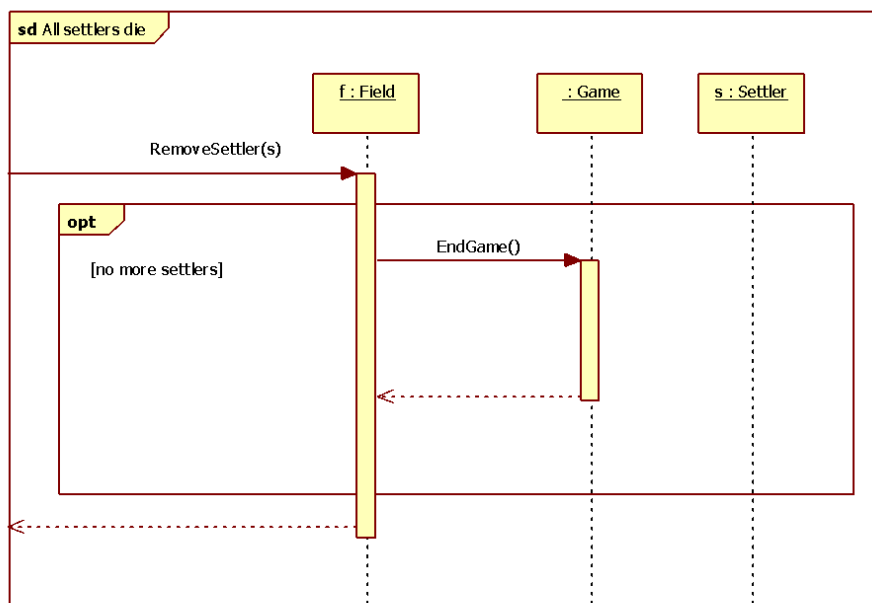 sd All settlers die
f : Field
: Game
s : Settler
RemoveSettler(s)
opt
EndGame()
[no more settlers]